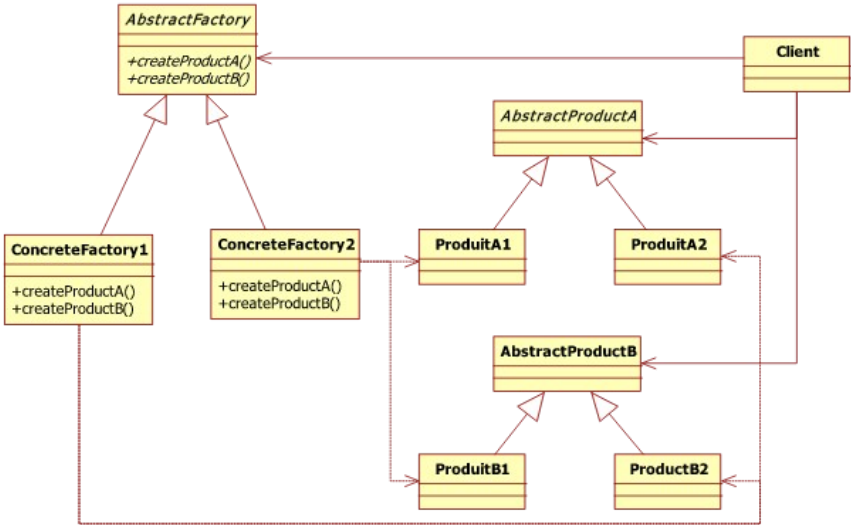 AbstractFactory
+createProductA()
+createProductB()
Client
AbstractProductA
ConcreteFactory1
+createProductA()
+createProductB()
ConcreteFactory2
+createProductA()
+createProductB()
ProduitA1
ProduitA2
AbstractProductB
ProduitB1
ProductB2